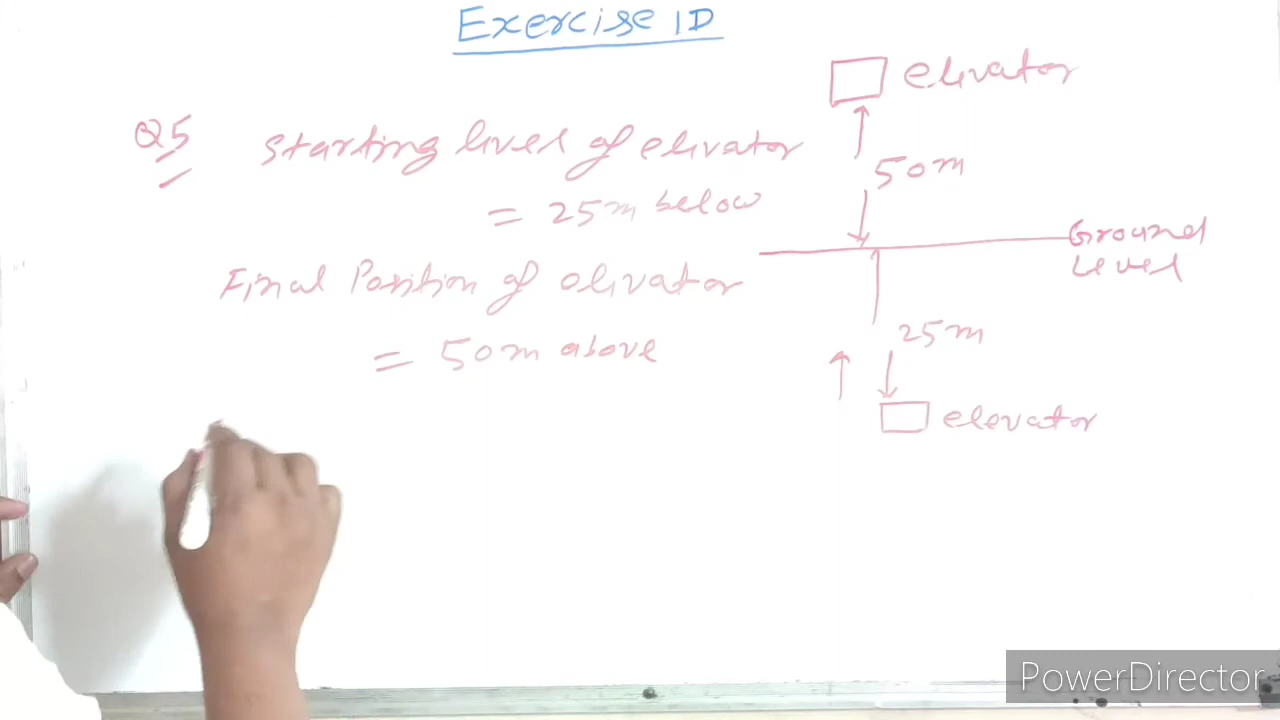 Exercise 1D
Q5 Starting level of elevator
= 25m below
Final Position of elevator
= 50m above
elevator
50m
Ground
Level
25m
elevator
PowerDirector